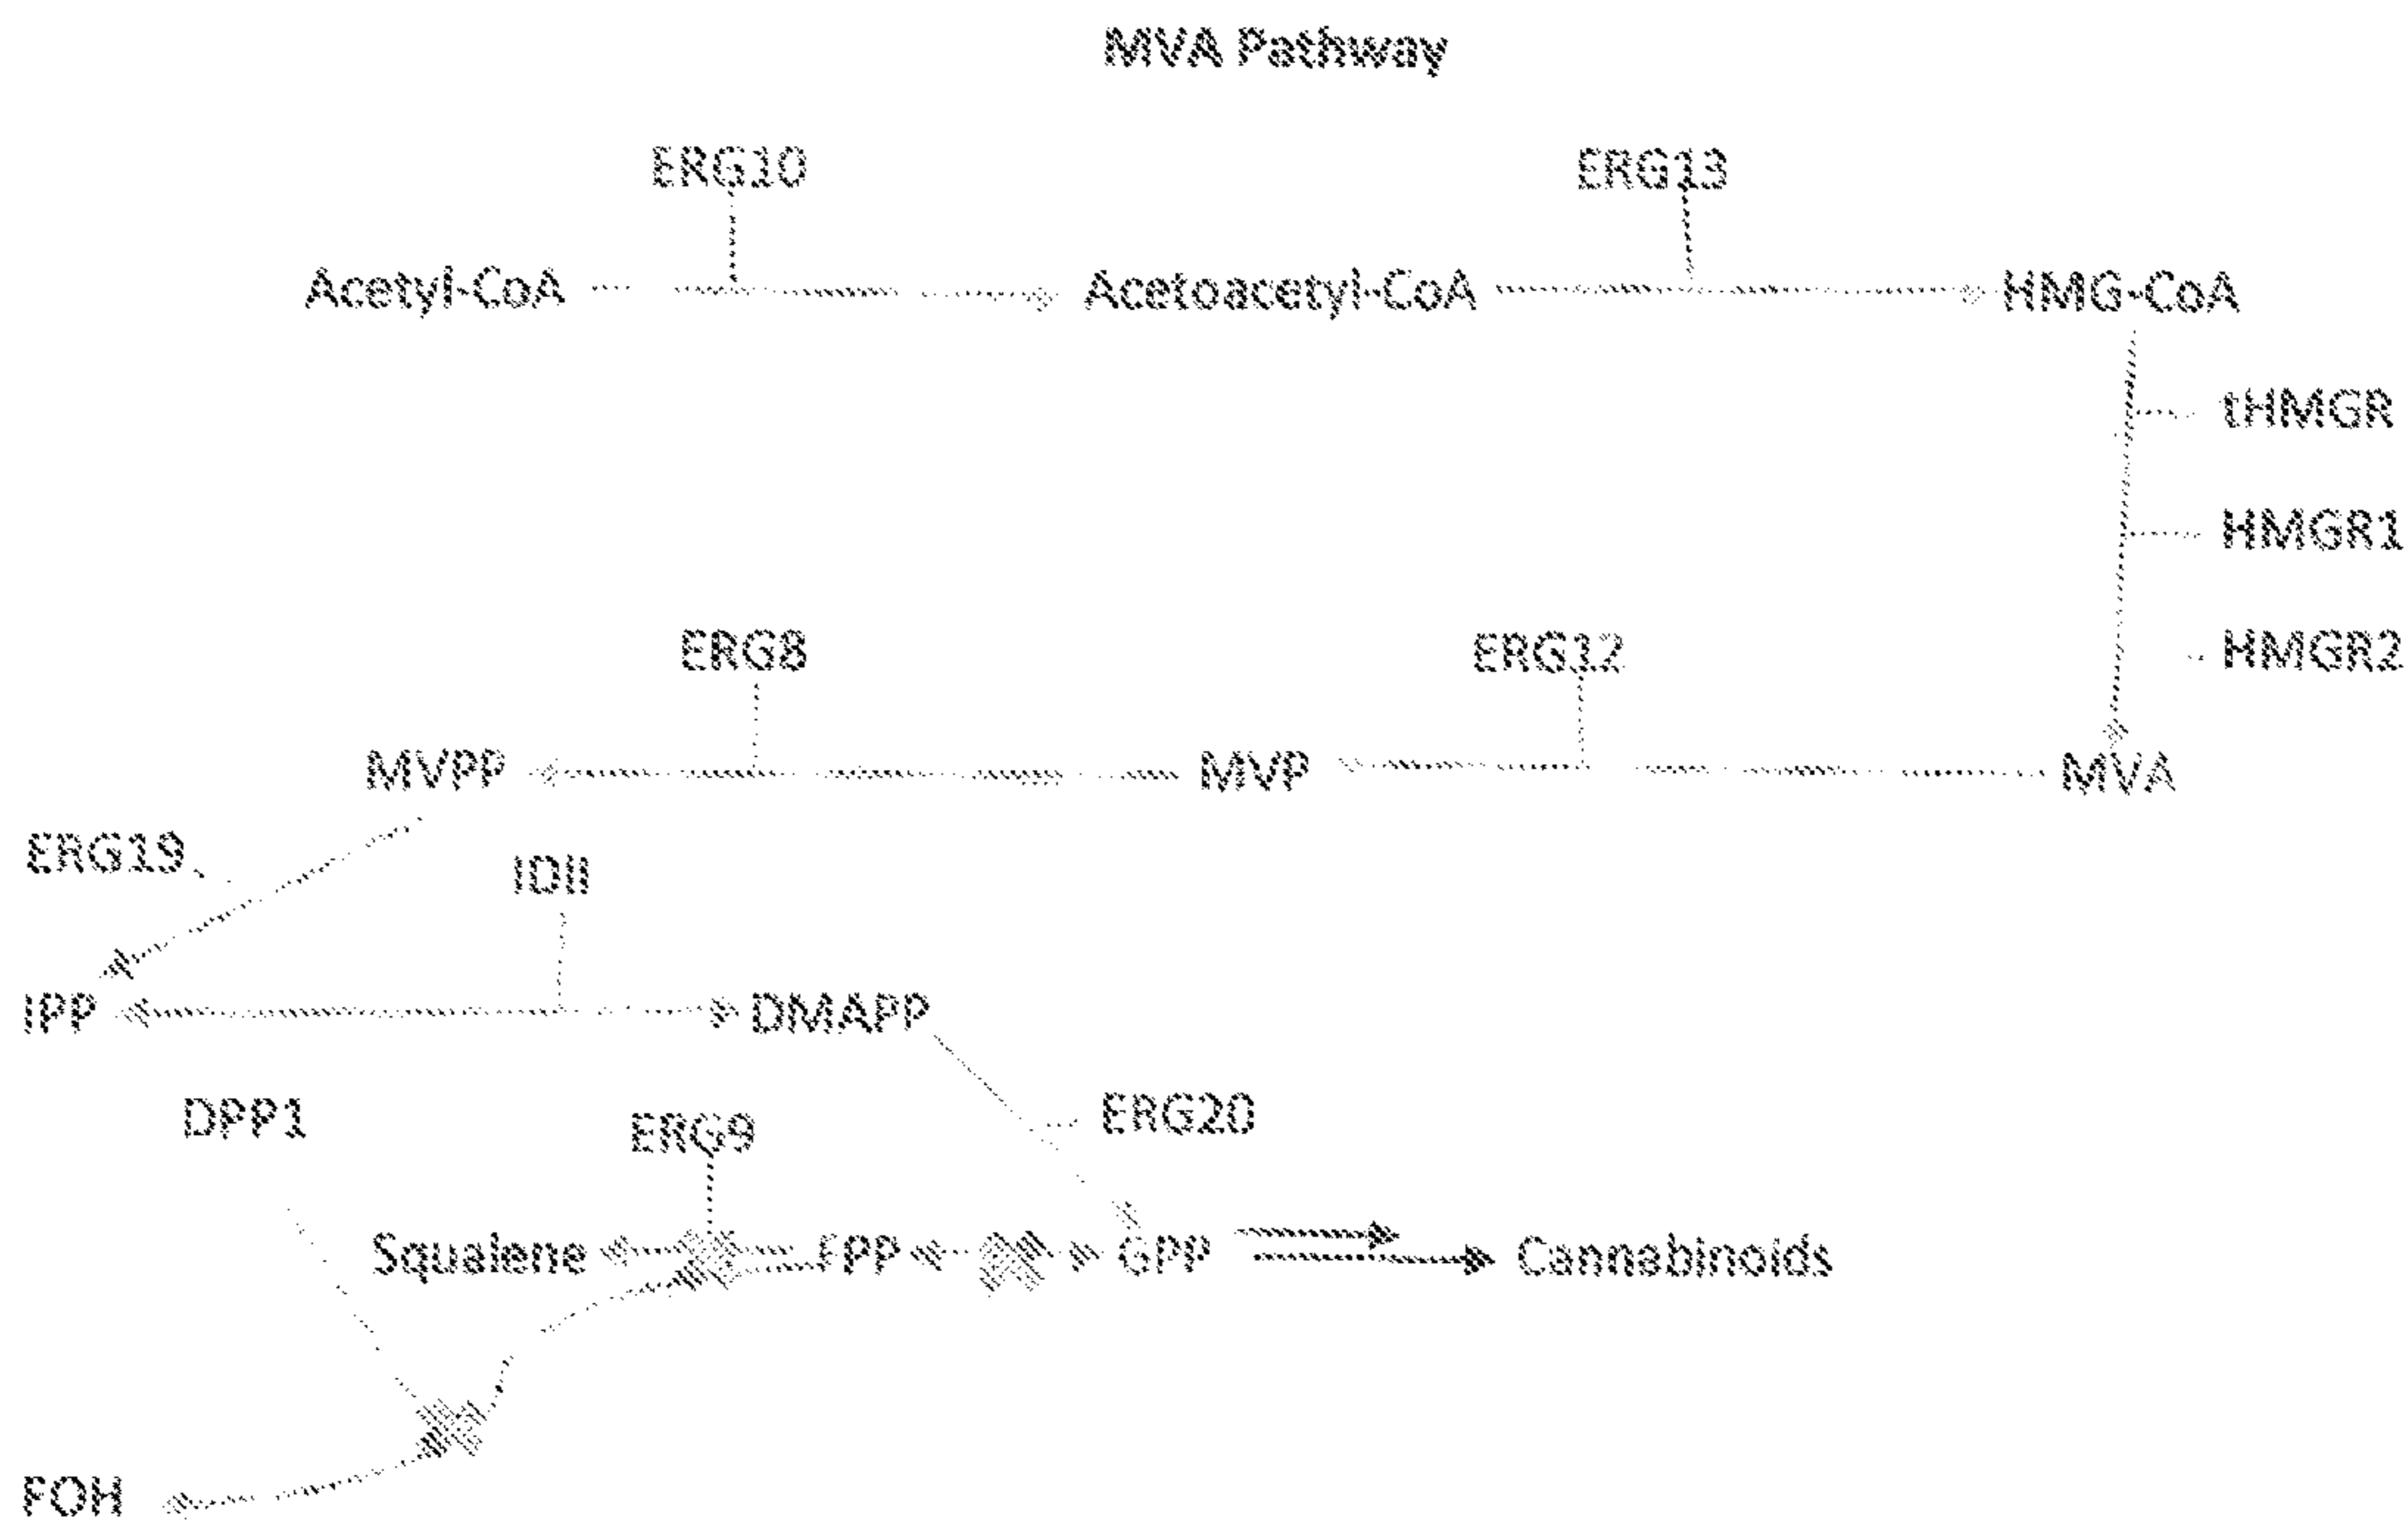 MVA Pathway
ERG10
ERG13
Acetyl-CoA
Acetoacetyl-CoA
HMG-CoA
tHMGR
HMGR1
HMGR2
ERG8
ERG12
MVPP
MVP
MVA
ERG19
IDII
IPP
DMAPP
DPP1
ERG9
ERG20
Squalene
FPP
GPP
Cannabinoids
FOH